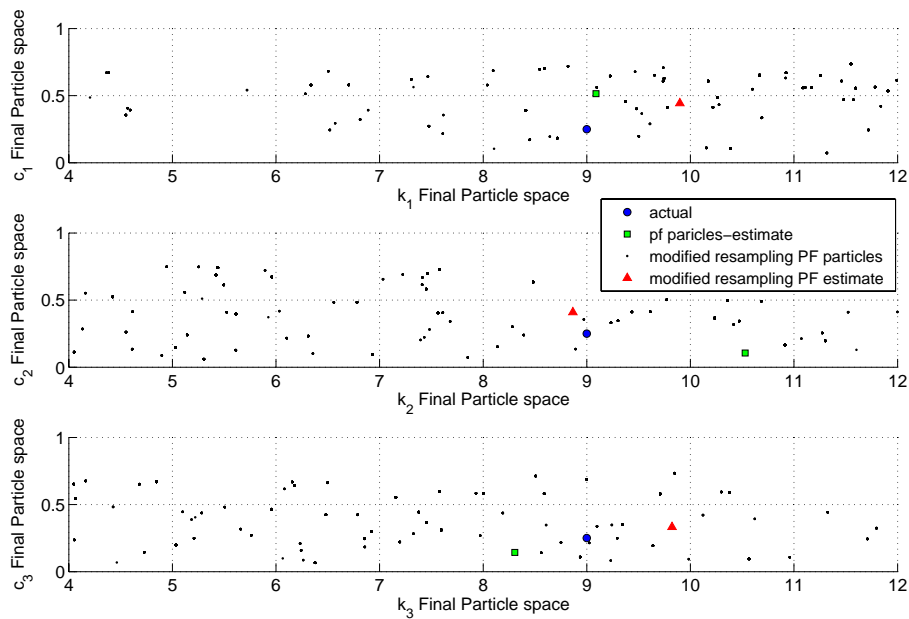 c1 Final Particle space
1
0.5
0
4 5 6 7 8 9 10 11 12
k1 Final Particle space
actual
pf paricles−estimate
modified resampling PF particles
modified resampling PF estimate
c2 Final Particle space
1
0.5
0
4 5 6 7 8 9 10 11 12
k2 Final Particle space
c3 Final Particle space
1
0.5
0
4 5 6 7 8 9 10 11 12
k3 Final Particle space